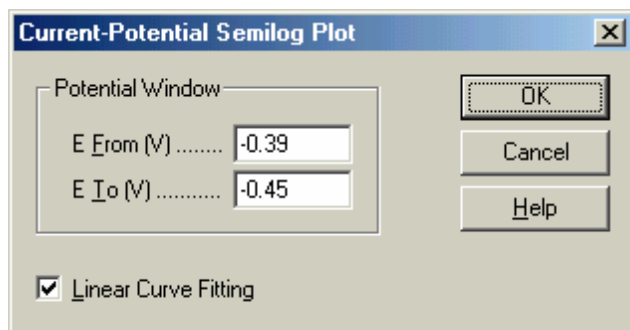 Current-Potential Semilog Plot
Potential Window
E From (V) ........ -0.39
E To (V) ........... -0.45
OK
Cancel
Help
Linear Curve Fitting